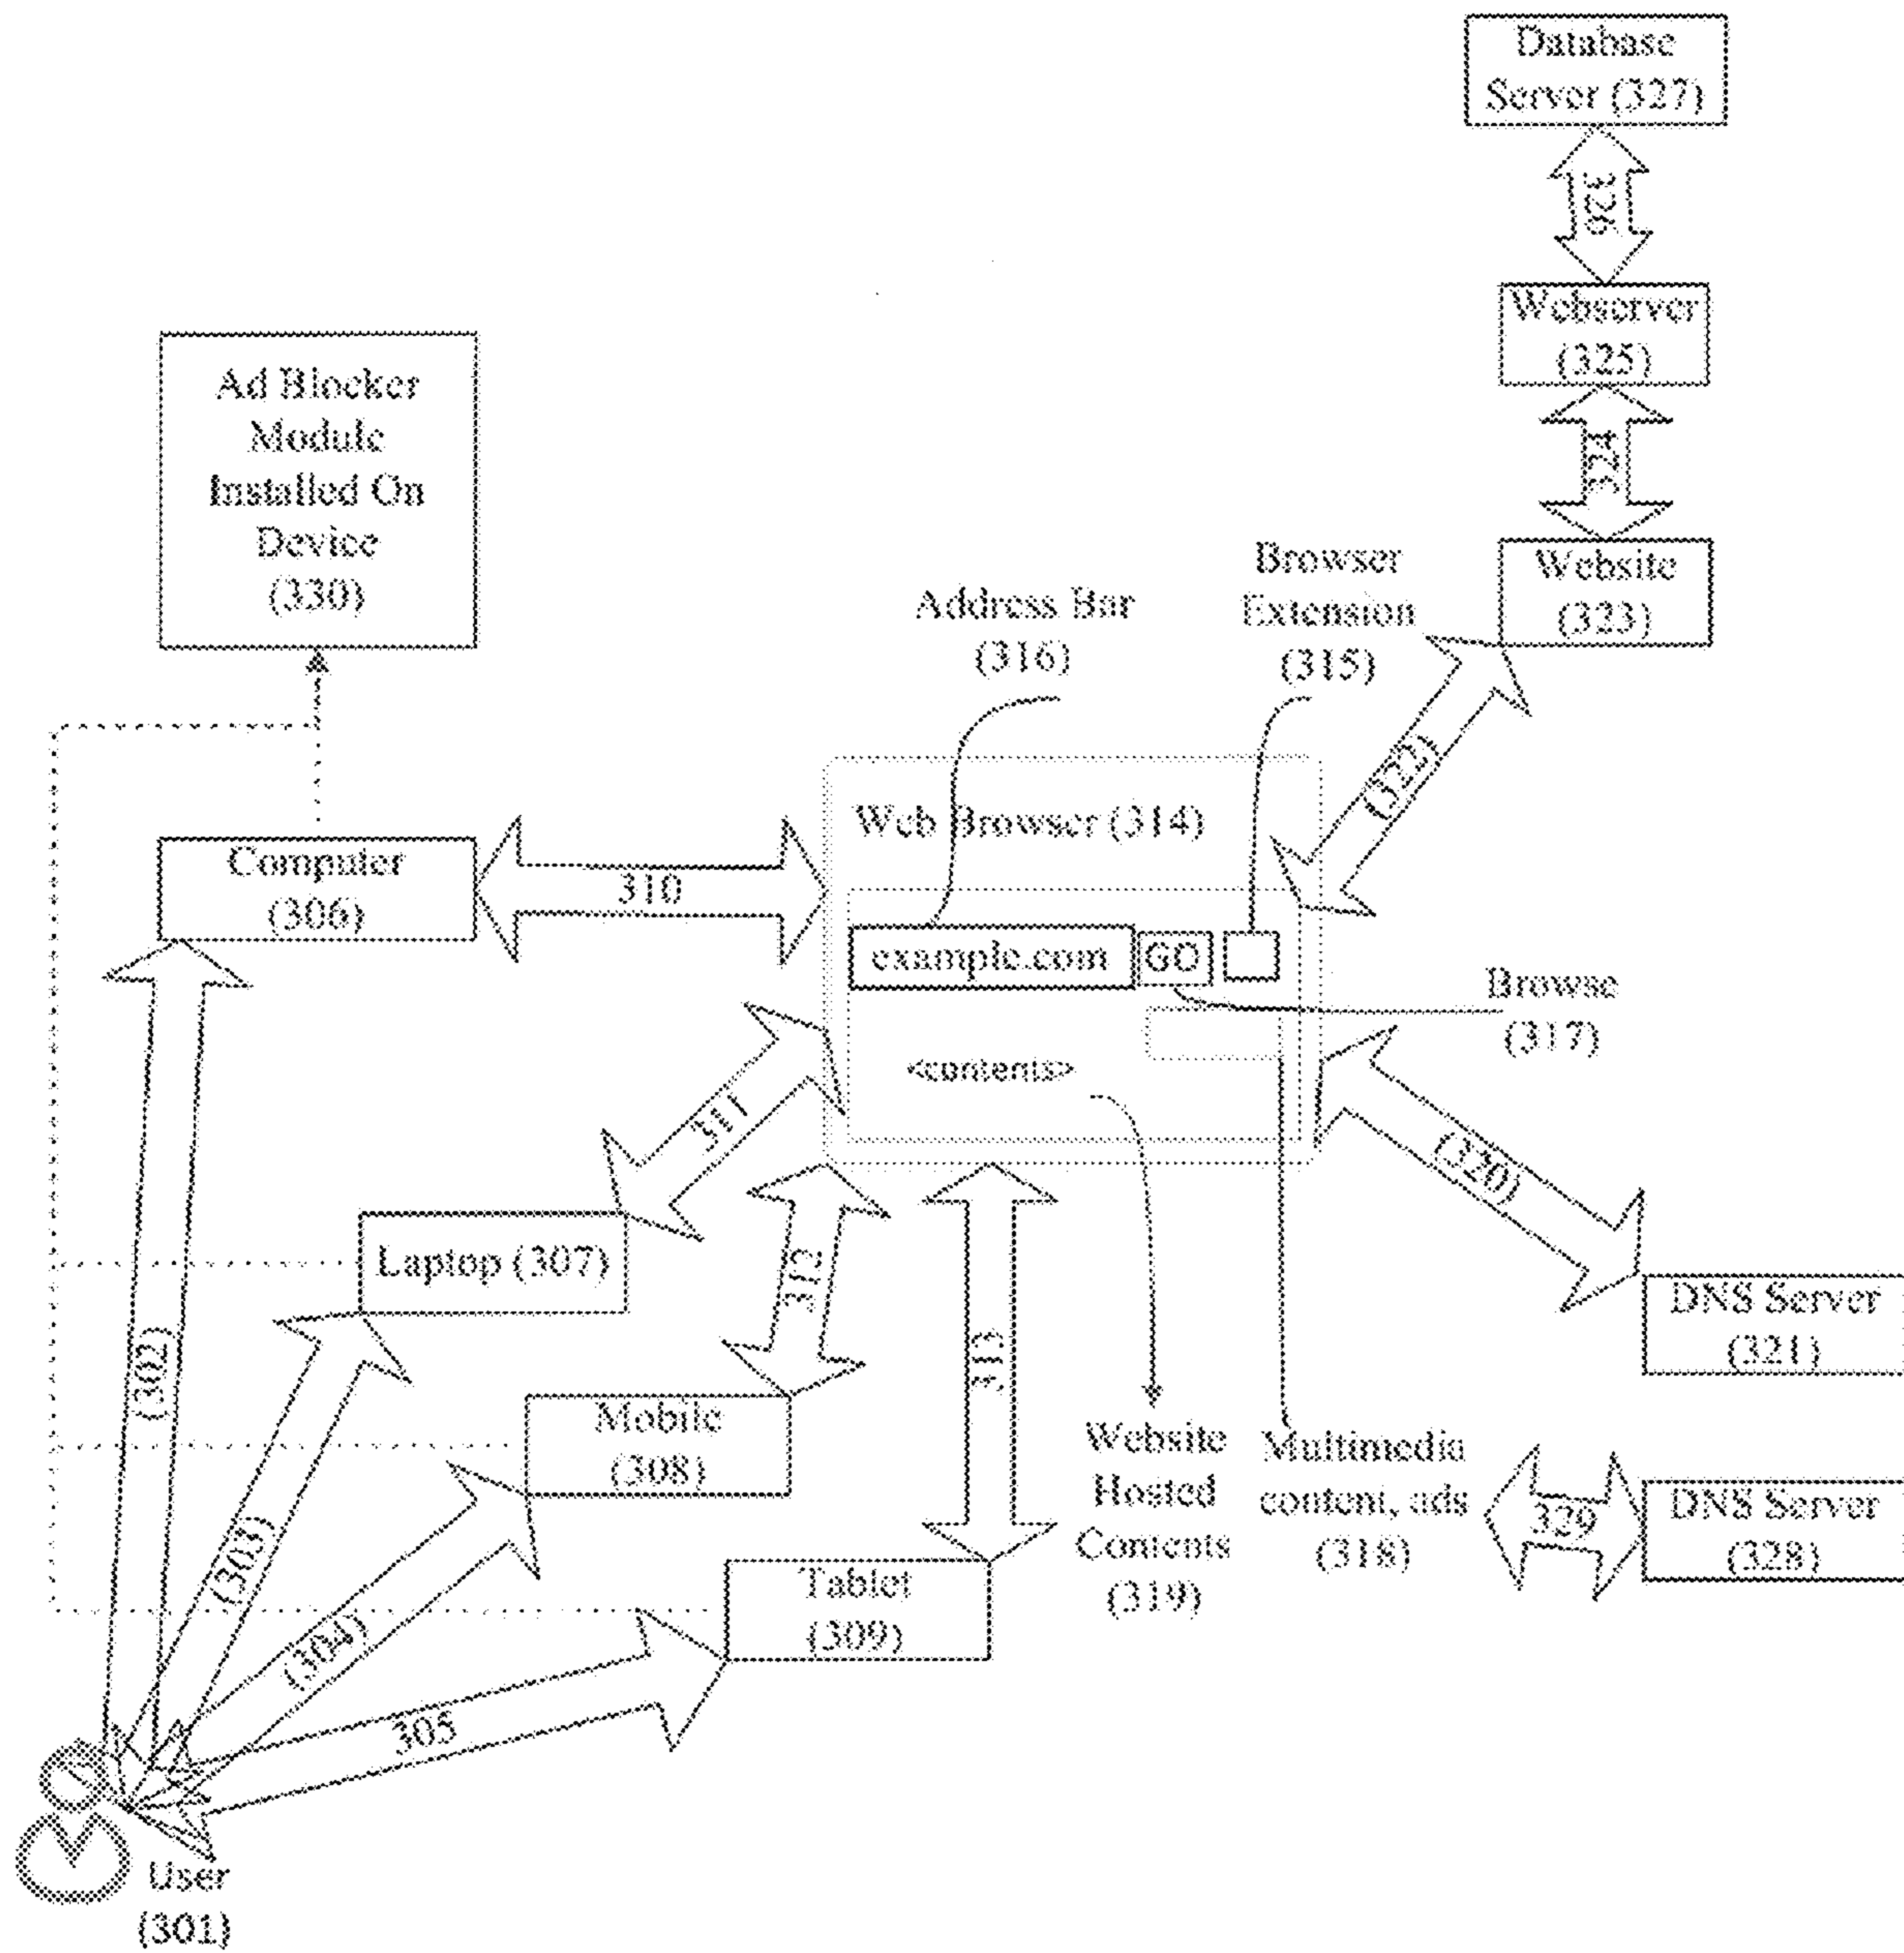 Database
Server (327)
326
Webserver
(325)
324
Website
(323)
Ad Blocker
Module
Installed On
Device
(330)
Address Bar
(316)
Browser
Extension
(315)
(322)
Web Browser (314)
Computer
(306)
310
example.com
GO
Browse
(317)
<contents>
311
(320)
Laptop (307)
312
313
DNS Server
(321)
(302)
Mobile
(308)
Website
Hosted
Contents
(319)
Multimedia
content, ads
(318)
329
DNS Server
(328)
(303)
Tablet
(309)
(304)
305
User
(301)